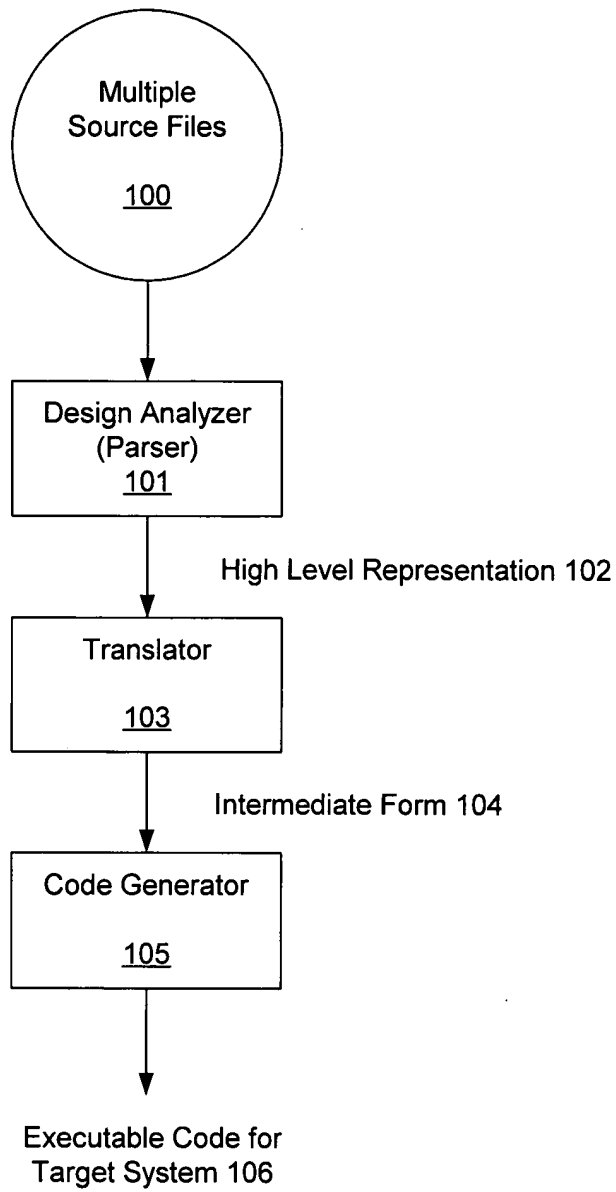 Multiple
Source Files
100
Design Analyzer
(Parser)
101
High Level Representation 102
Translator
103
Intermediate Form 104
Code Generator
105
Executable Code for
Target System 106